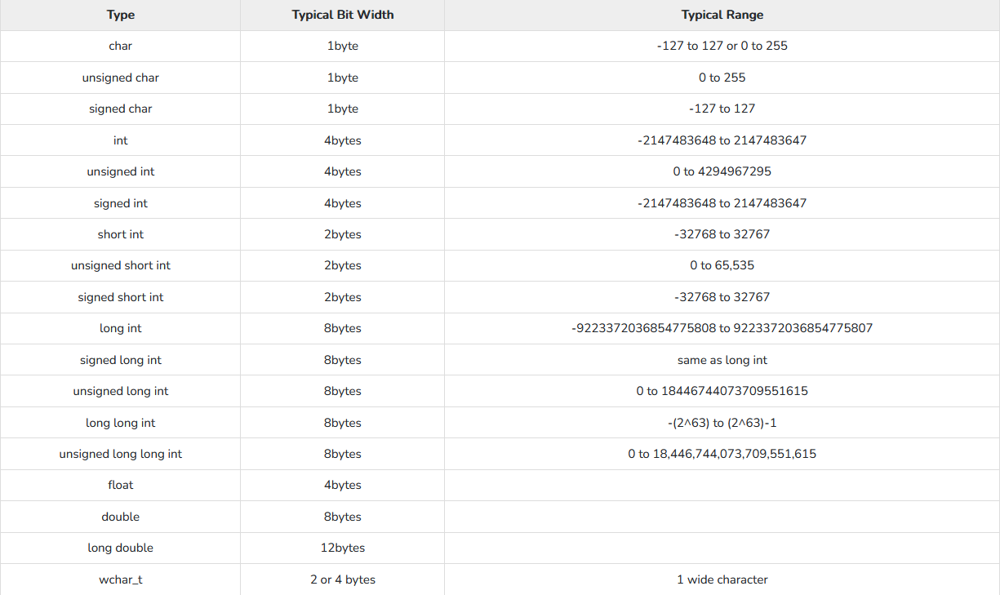 Type Typical Bit Width Typical Range
char 1byte -127 to 127 or 0 to 255
unsigned char 1byte 0 to 255
signed char 1byte -127 to 127
int 4bytes -2147483648 to 2147483647
unsigned int 4bytes 0 to 4294967295
signed int 4bytes -2147483648 to 2147483647
short int 2bytes -32768 to 32767
unsigned short int 2bytes 0 to 65,535
signed short int 2bytes -32768 to 32767
long int 8bytes -9223372036854775808 to 9223372036854775807
signed long int 8bytes same as long int
unsigned long int 8bytes 0 to 18446744073709551615
long long int 8bytes -(2^63) to (2^63)-1
unsigned long long int 8bytes 0 to 18,446,744,073,709,551,615
float 4bytes
double 8bytes
long double 12bytes
wchar_t 2 or 4 bytes 1 wide character